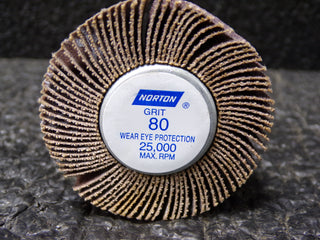 NORTON
®
GRIT
80
WEAR EYE PROTECTION
25,000
MAX. RPM